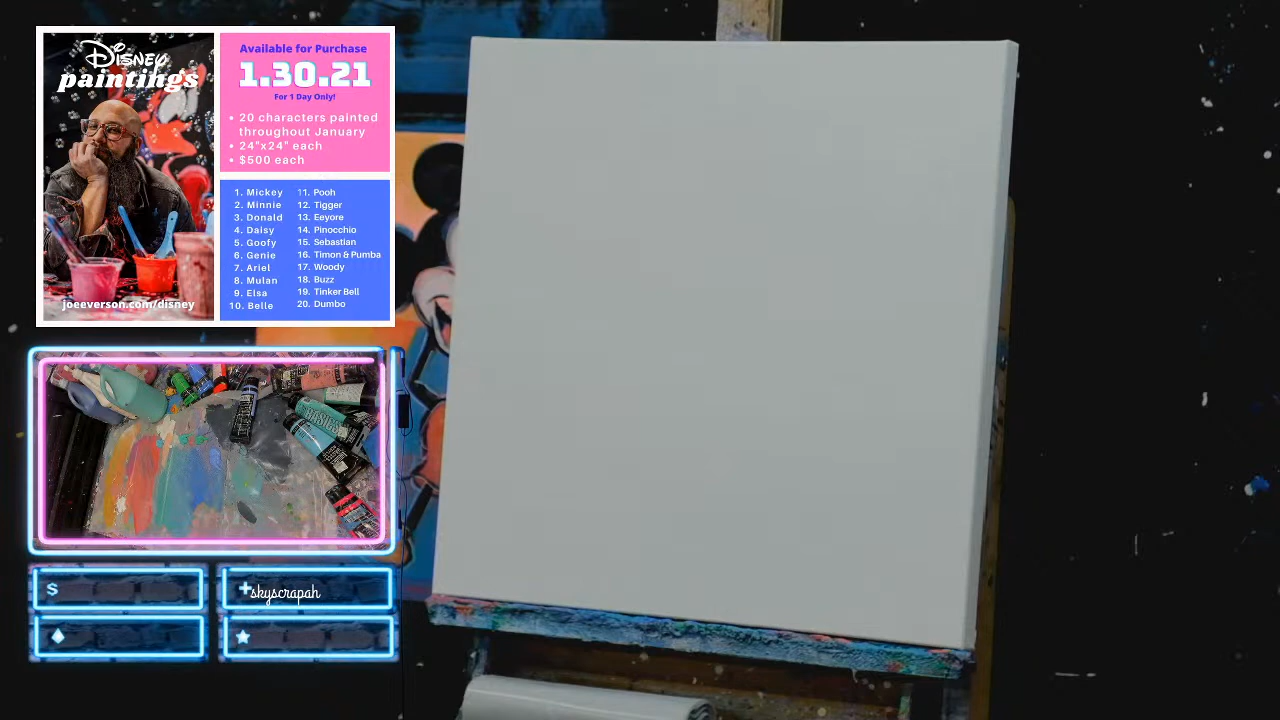 Disney
paintings
joeeverson.com/disney
Available for Purchase
1.30.21
For 1 Day Only!
• 20 characters painted
throughout January
• 24"x24" each
• $500 each
1. Mickey
2. Minnie
3. Donald
4. Daisy
5. Goofy
6. Genie
7. Ariel
8. Mulan
9. Elsa
10. Belle
11. Pooh
12. Tigger
13. Eeyore
14. Pinocchio
15. Sebastian
16. Timon & Pumba
17. Woody
18. Buzz
19. Tinker Bell
20. Dumbo
BASICS
$
+skyscrapah